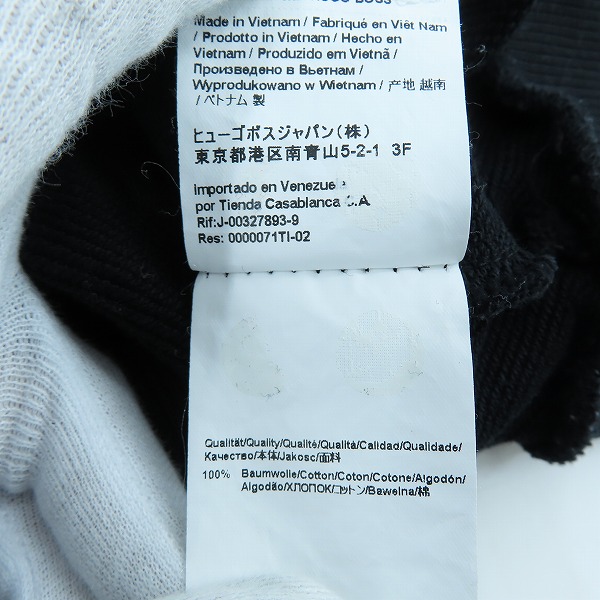 Made in Vietnam / Fabriqué en Viêt Nam
/ Prodotto in Vietnam / Hecho en
Vietnam / Produzido em Vietnã /
Произведено в Вьетнам /
Wyprodukowano w Wietnam / 产地 越南
/ ベトナム 製
ヒューゴボスジャパン(株)
東京都港区南青山5-2-1 3F
Importado en Venezuela
por Tienda Casablanca C.A
Rif:J-00327893-9
Res: 0000071TI-02
Qualität/Quality/Qualité/Qualità/Calidad/Qualidade/
Качество/本体/Jakosc/面料
100% Baumwolle/Cotton/Coton/Cotone/Algodón/
Algodão/ХЛОПОК/コットン/Bawelna/棉